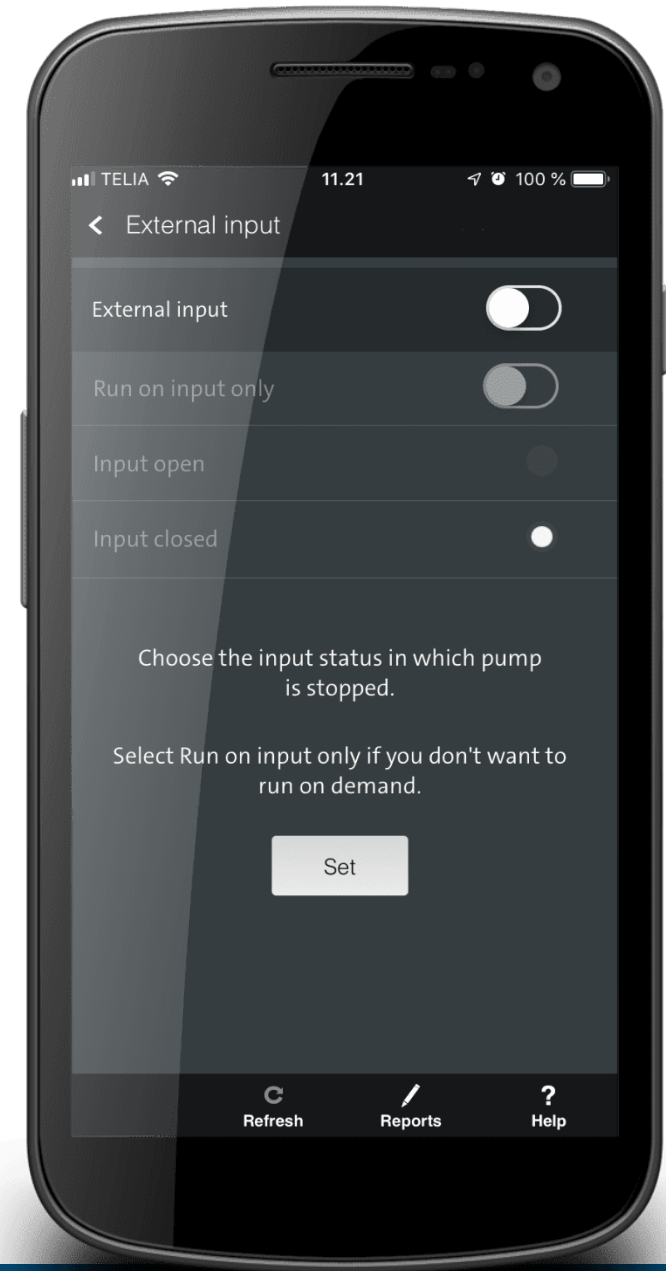 TELIA 11.21 100 %
External input
External input
Run on input only
Input open
Input closed
Choose the input status in which pump
is stopped.
Select Run on input only if you don't want to
run on demand.
Set
Refresh Reports ? Help